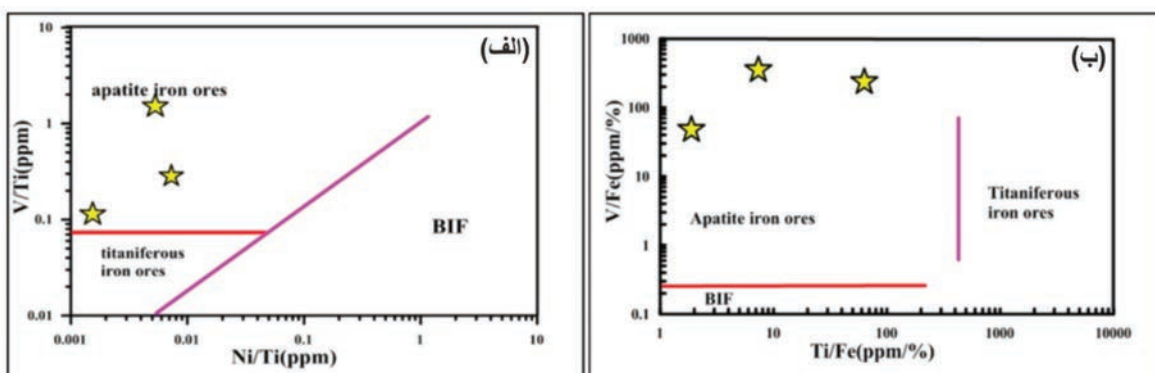 (الف)
10
apatite iron ores
1
V/Ti(ppm)
0.1
titaniferous
iron ores
BIF
0.01
0.001
0.01
0.1
1
10
Ni/Ti(ppm)
(ب)
1000
100
V/Fe(ppm/%)
10
Apatite iron ores
Titaniferous
iron ores
1
BIF
0.1
1
10
100
1000
10000
Ti/Fe(ppm/%)